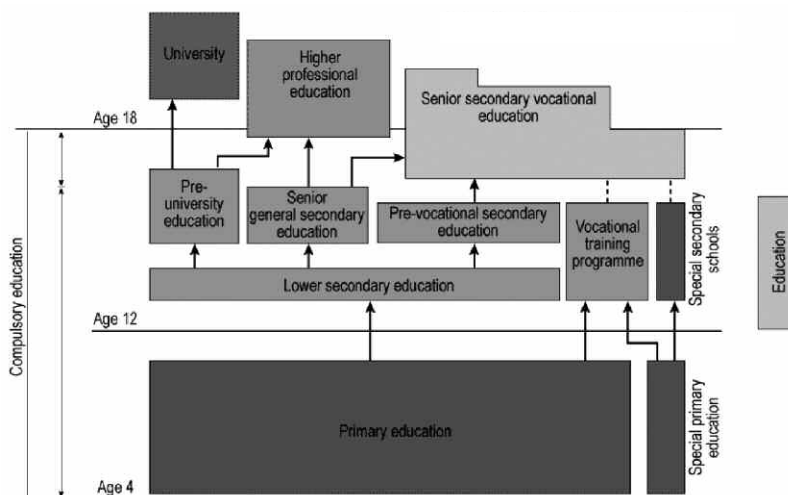 University
Higher
professional
education
Senior secondary vocational
education
Age 18
Pre-
university
education
Senior
general secondary
education
Pre-vocational secondary
education
Vocational
training
programme
Special secondary
schools
Education
Compulsory education
Lower secondary education
Age 12
Primary education
Special primary
education
Age 4